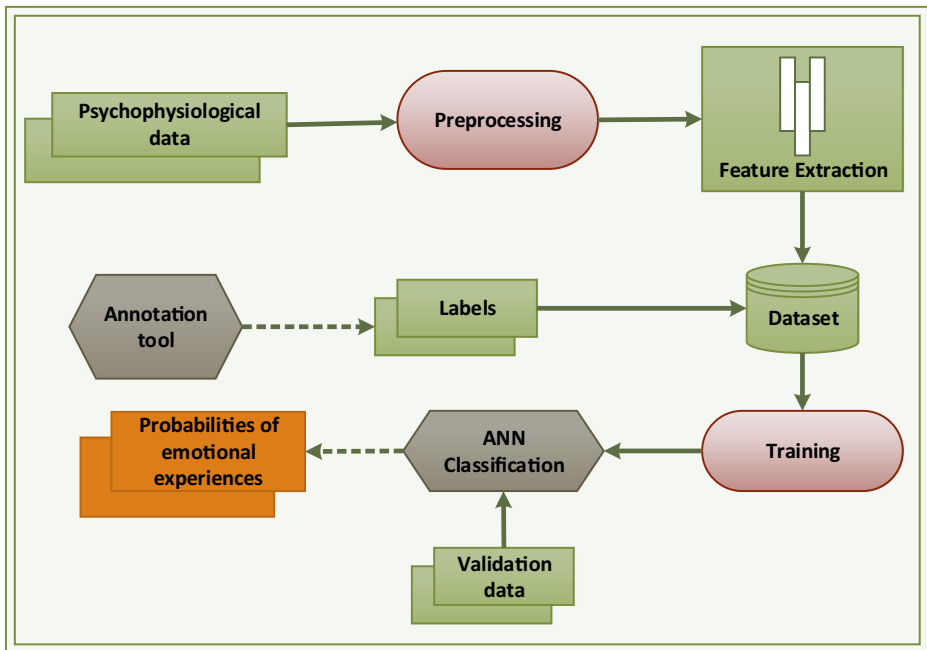 Psychophysiological
data
Preprocessing
Feature Extraction
Annotation
tool
Labels
Dataset
Probabilities of
emotional
experiences
ANN
Classification
Training
Validation
data